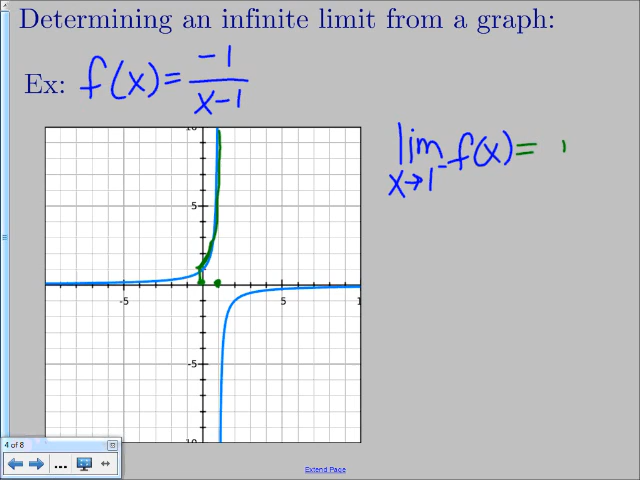 Determining an infinite limit from a graph:
Ex: f(x) = -1/(x-1)
lim x→1⁻ f(x) =
10
5
-5 5 1
-5
10
4 of 8
...
Extend Page